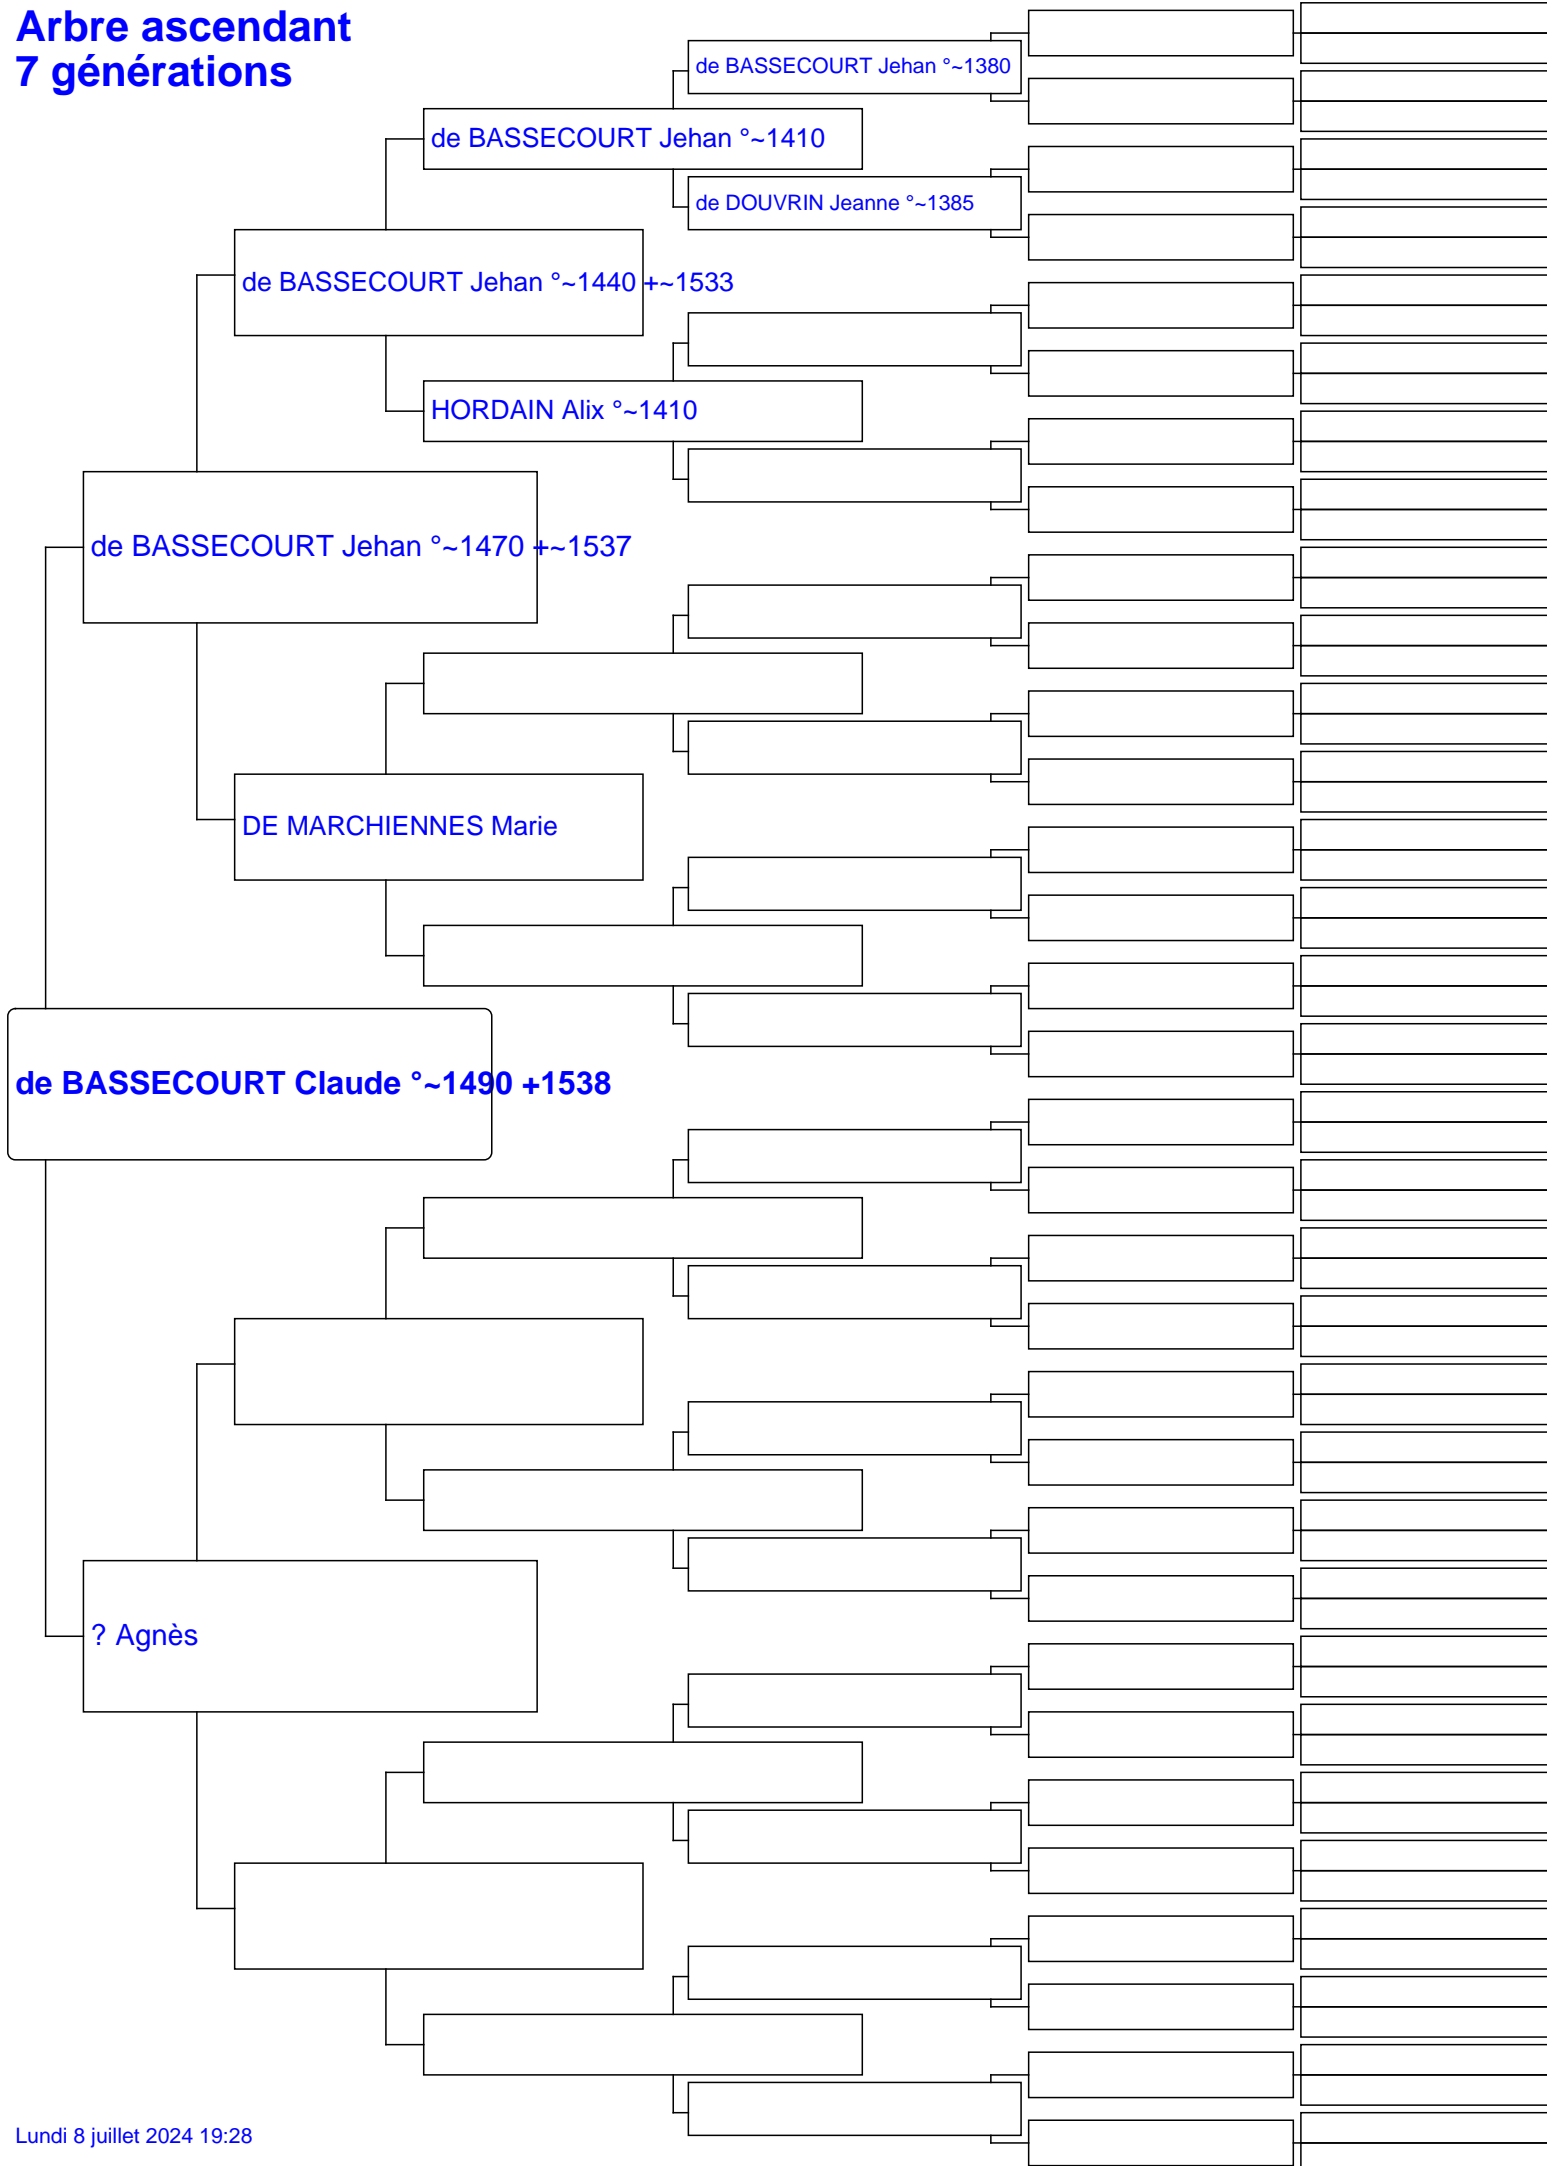 Arbre ascendant
7 générations
de BASSECOURT Jehan °~1380
de BASSECOURT Jehan °~1410
de DOUVRIN Jeanne °~1385
de BASSECOURT Jehan °~1440 +~1533
HORDAIN Alix °~1410
de BASSECOURT Jehan °~1470 +~1537
DE MARCHIENNES Marie
de BASSECOURT Claude °~1490 +1538
? Agnès
Lundi 8 juillet 2024 19:28